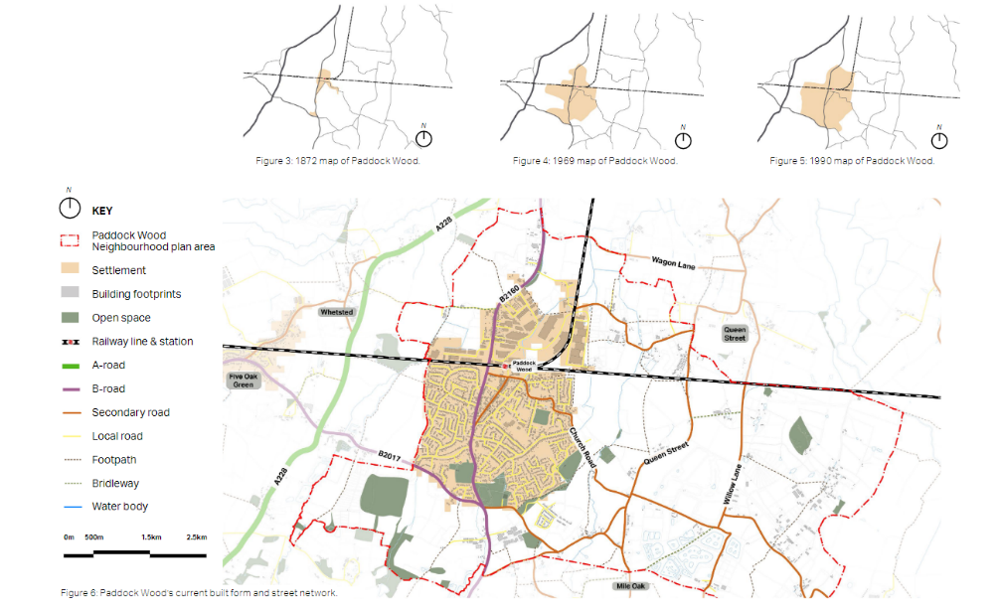 N
N
N
Figure 3: 1872 map of Paddock Wood.
Figure 4: 1969 map of Paddock Wood.
Figure 5: 1990 map of Paddock Wood.
N
KEY
Paddock Wood
Neighbourhood plan area
Settlement
Building footprints
Open space
Railway line & station
A-road
B-road
Secondary road
Local road
Footpath
Bridleway
Water body
0m 500m 1.5km 2.5km
A228
Wagon Lane
B2160
Whetsted
Queen
Street
Paddock
Wood
Five Oak
Green
Church Road
B2017
Queen Street
A228
Willow Lane
Mile Oak
Figure 6: Paddock Wood's current built form and street network.